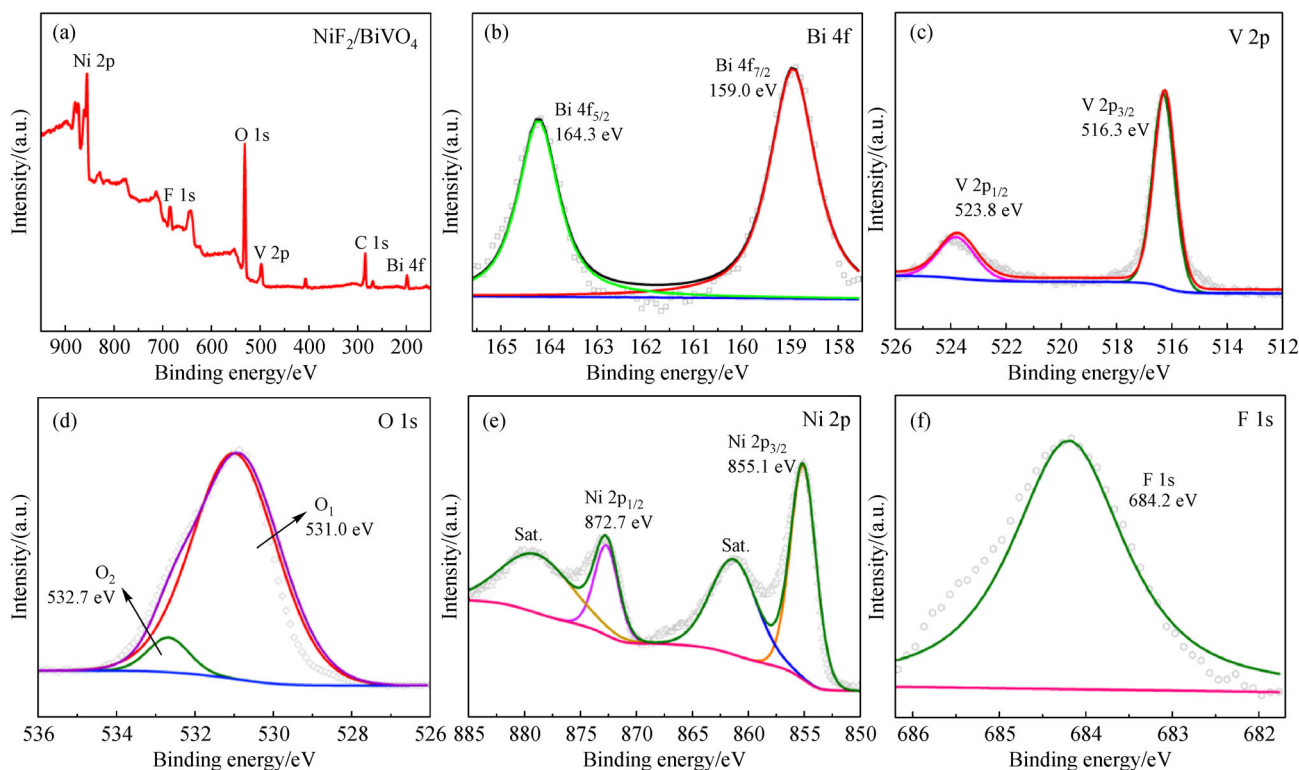 (a)
NiF₂/BiVO₄
Ni 2p
O 1s
F 1s
V 2p
C 1s
Bi 4f
Intensity/(a.u.)
900 800 700 600 500 400 300 200
Binding energy/eV
(b)
Bi 4f
Bi 4f₇/₂
159.0 eV
Bi 4f₅/₂
164.3 eV
Intensity/(a.u.)
165 164 163 162 161 160 159 158
Binding energy/eV
(c)
V 2p
V 2p₃/₂
516.3 eV
V 2p₁/₂
523.8 eV
Intensity/(a.u.)
526 524 522 520 518 516 514 512
Binding energy/eV
(d)
O 1s
O₁
531.0 eV
O₂
532.7 eV
Intensity/(a.u.)
536 534 532 530 528 526
Binding energy/eV
(e)
Ni 2p
Ni 2p₃/₂
855.1 eV
Ni 2p₁/₂
872.7 eV
Sat.
Sat.
Intensity/(a.u.)
885 880 875 870 865 860 855 850
Binding energy/eV
(f)
F 1s
F 1s
684.2 eV
Intensity/(a.u.)
686 685 684 683 682
Binding energy/eV